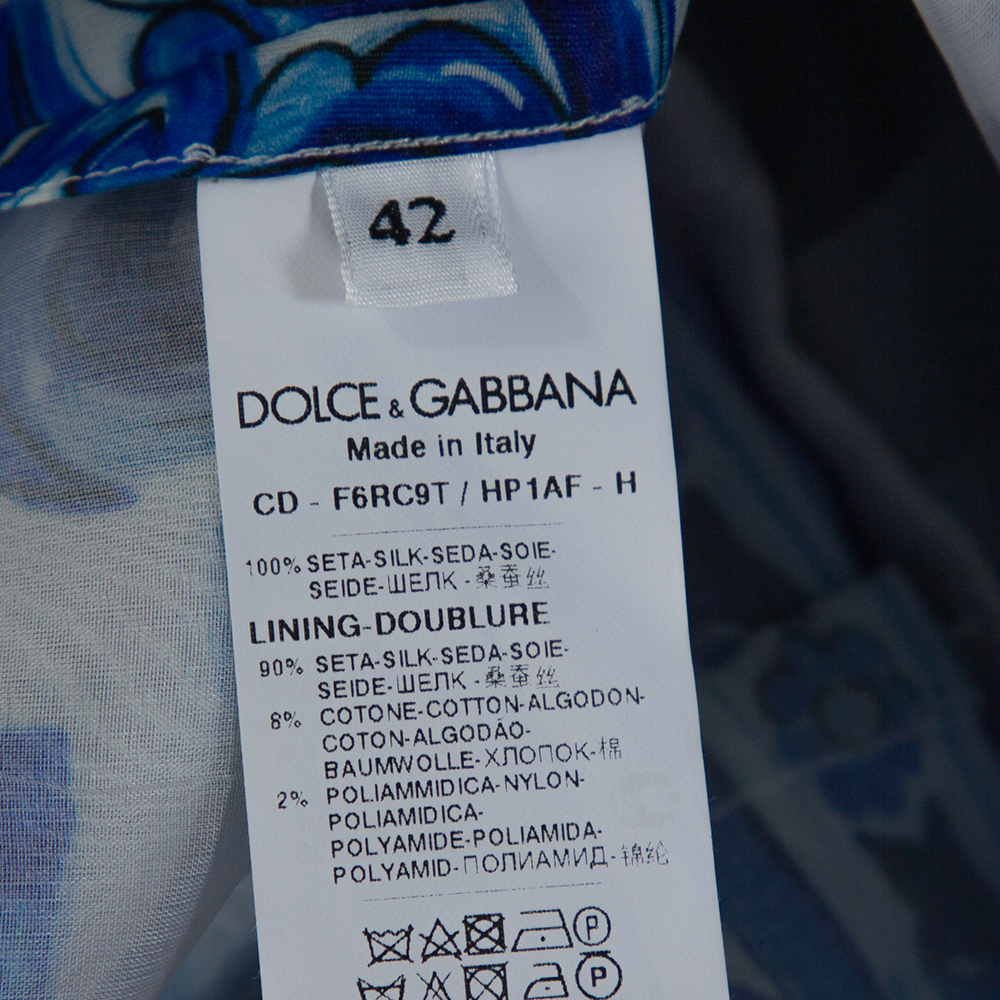 42
DOLCE & GABBANA
Made in Italy
CD - F6RC9T / HP1AF - H
100% SETA-SILK-SEDA-SOIE-
SEIDE-ШЕЛК - 桑蚕丝
LINING-DOUBLURE
90% SETA-SILK-SEDA-SOIE-
SEIDE-ШЕЛК - 桑蚕丝
8% COTONE-COTTON-ALGODON-
COTON-ALGODÃO-
BAUMWOLLE-ХЛОПОК-棉
2% POLIAMMIDICA-NYLON-
POLIAMIDICA-
POLYAMIDE-POLIAMIDA-
POLYAMID-ПОЛИАМИД-锦纶
P
P